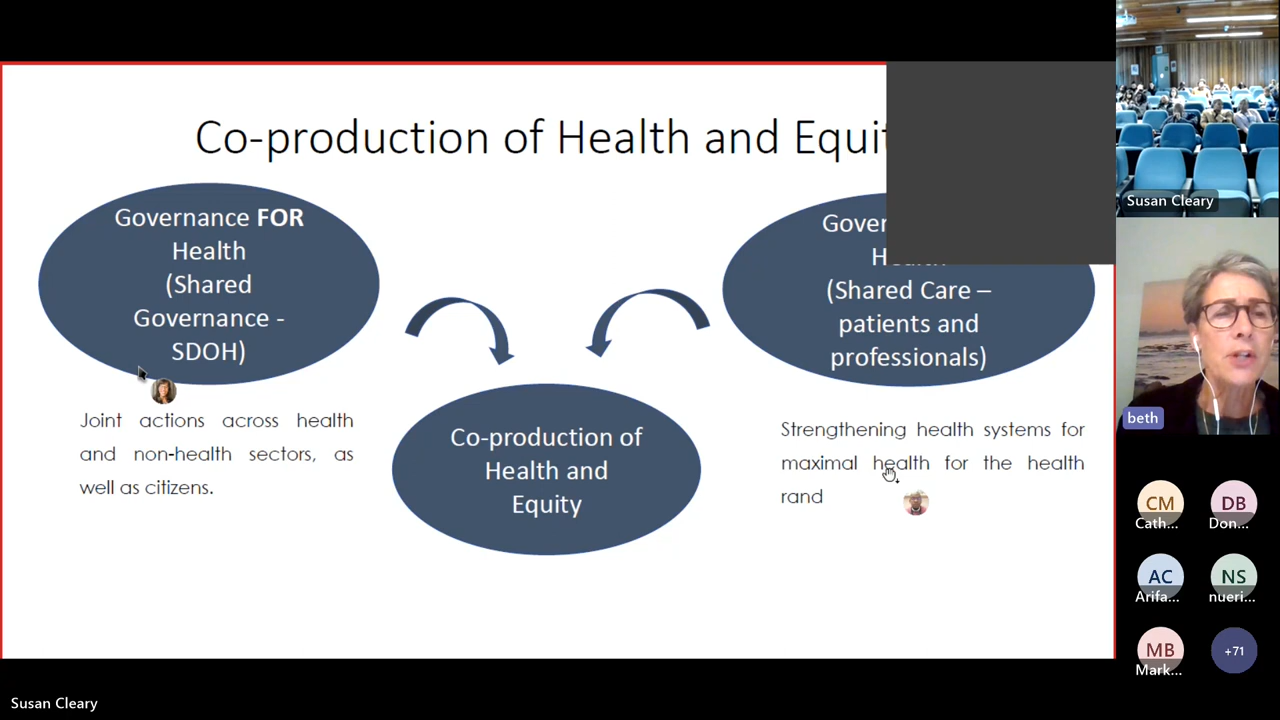 Co-production of Health and Equit
Governance FOR
Health
(Shared
Governance -
SDOH)
Joint actions across health
and non-health sectors, as
well as citizens.
Co-production of
Health and
Equity
Gover
Health
(Shared Care –
patients and
professionals)
Strengthening health systems for
maximal health for the health
rand
Susan Cleary
beth
CM
Cath...
DB
Don...
AC
Arifa...
NS
nueri...
MB
Mark...
+71
Susan Cleary